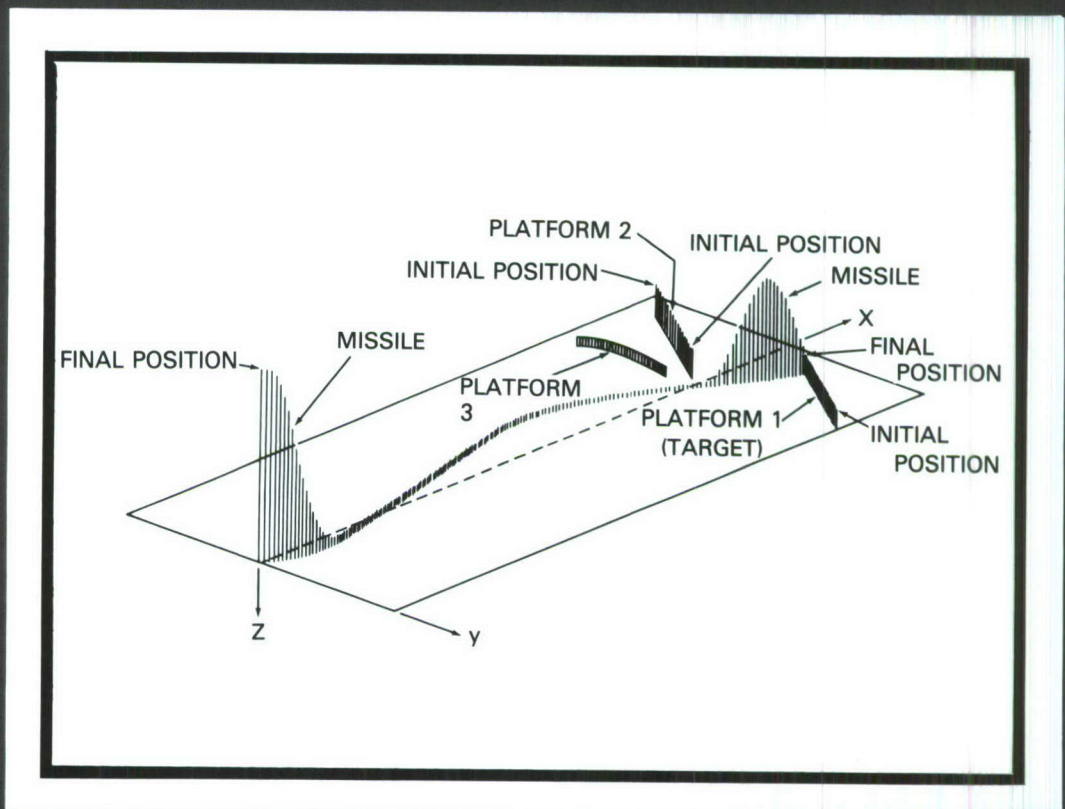 PLATFORM 2
INITIAL POSITION
INITIAL POSITION
MISSILE
X
MISSILE
FINAL POSITION
FINAL
POSITION
PLATFORM
3
PLATFORM 1
(TARGET)
INITIAL
POSITION
Z
y